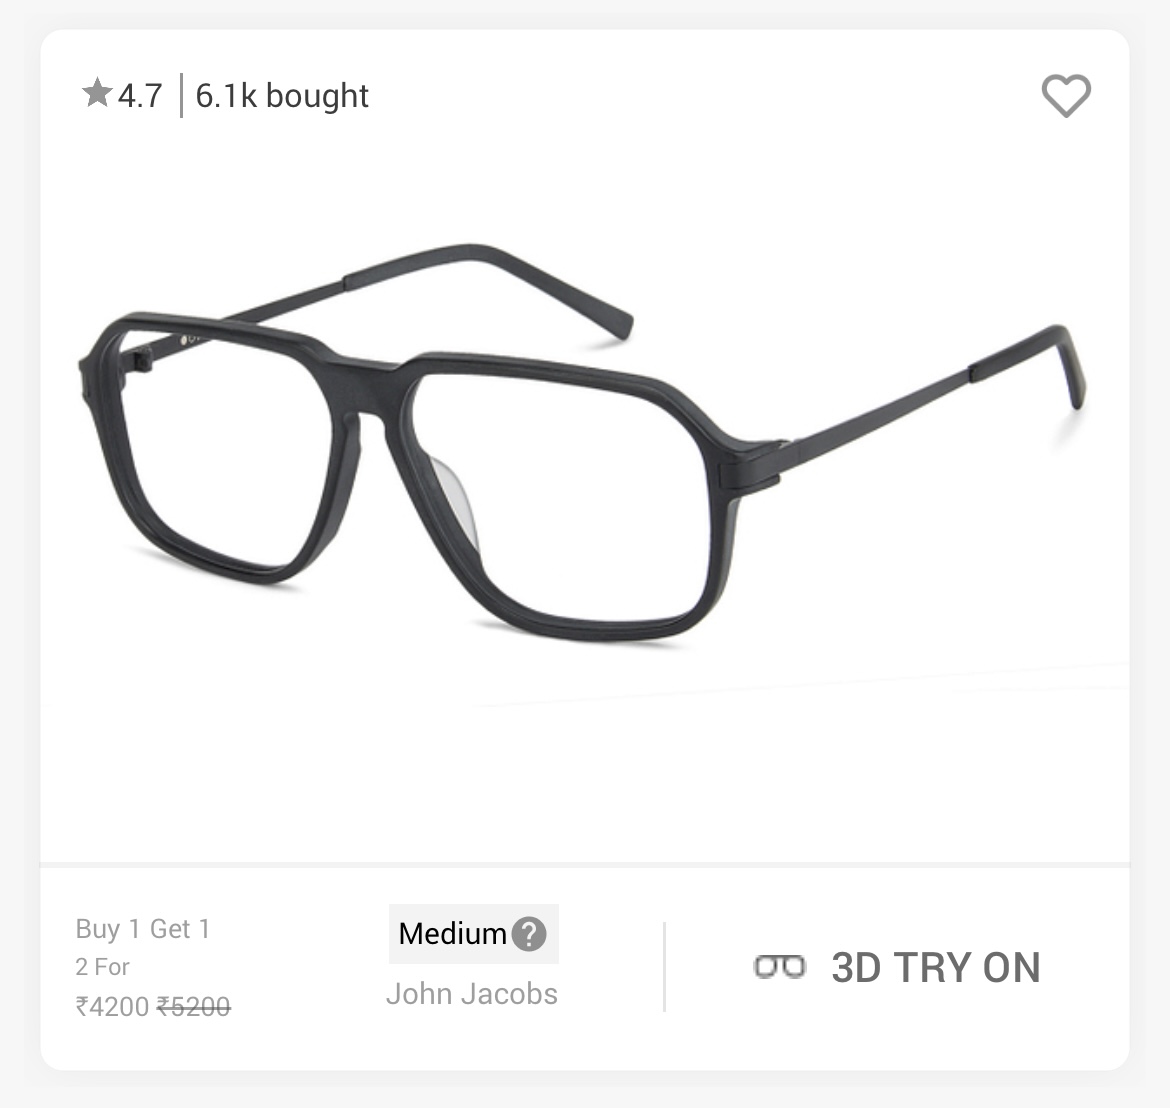 4.7 | 6.1k bought
Buy 1 Get 1
2 For
₹4200 ₹5200
Medium ?
John Jacobs
3D TRY ON